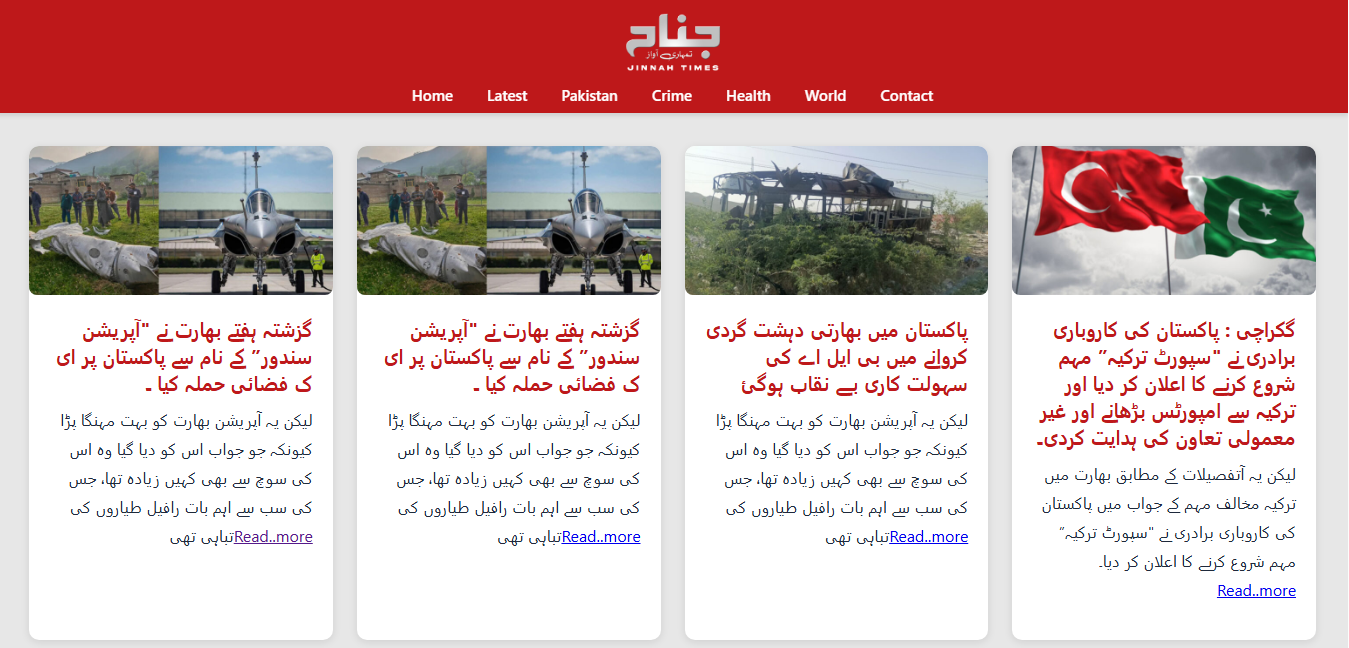 جناح
تمہاری آواز
JINNAH TIMES
Home Latest Pakistan Crime Health World Contact
گکراچی : پاکستان کی کاروباری
برادری نے "سپورٹ ترکیہ” مہم
شروع کرنے کا اعلان کر دیا اور
ترکیہ سے امپورٹس بڑھانے اور غیر
معمولی تعاون کی ہدایت کردی۔
لیکن یہ آتفصیلات کے مطابق بھارت میں
ترکیہ مخالف مہم کے جواب میں پاکستان
کی کاروباری برادری نے "سپورٹ ترکیہ”
مہم شروع کرنے کا اعلان کر دیا۔
Read..more
پاکستان میں بھارتی دہشت گردی
کروانے میں بی ایل اے کی
سہولت کاری بے نقاب ہوگئ
لیکن یہ آپریشن بھارت کو بہت مہنگا پڑا
کیونکہ جو جواب اس کو دیا گیا وہ اس
کی سوچ سے بھی کہیں زیادہ تھا، جس
کی سب سے اہم بات رافیل طیاروں کی
تباہی تھی Read..more
گزشتہ ہفتے بھارت نے "آپریشن
سندور” کے نام سے پاکستان پر ای
ک فضائی حملہ کیا ۔
لیکن یہ آپریشن بھارت کو بہت مہنگا پڑا
کیونکہ جو جواب اس کو دیا گیا وہ اس
کی سوچ سے بھی کہیں زیادہ تھا، جس
کی سب سے اہم بات رافیل طیاروں کی
تباہی تھی Read..more
گزشتہ ہفتے بھارت نے "آپریشن
سندور” کے نام سے پاکستان پر ای
ک فضائی حملہ کیا ۔
لیکن یہ آپریشن بھارت کو بہت مہنگا پڑا
کیونکہ جو جواب اس کو دیا گیا وہ اس
کی سوچ سے بھی کہیں زیادہ تھا، جس
کی سب سے اہم بات رافیل طیاروں کی
تباہی تھی Read..more